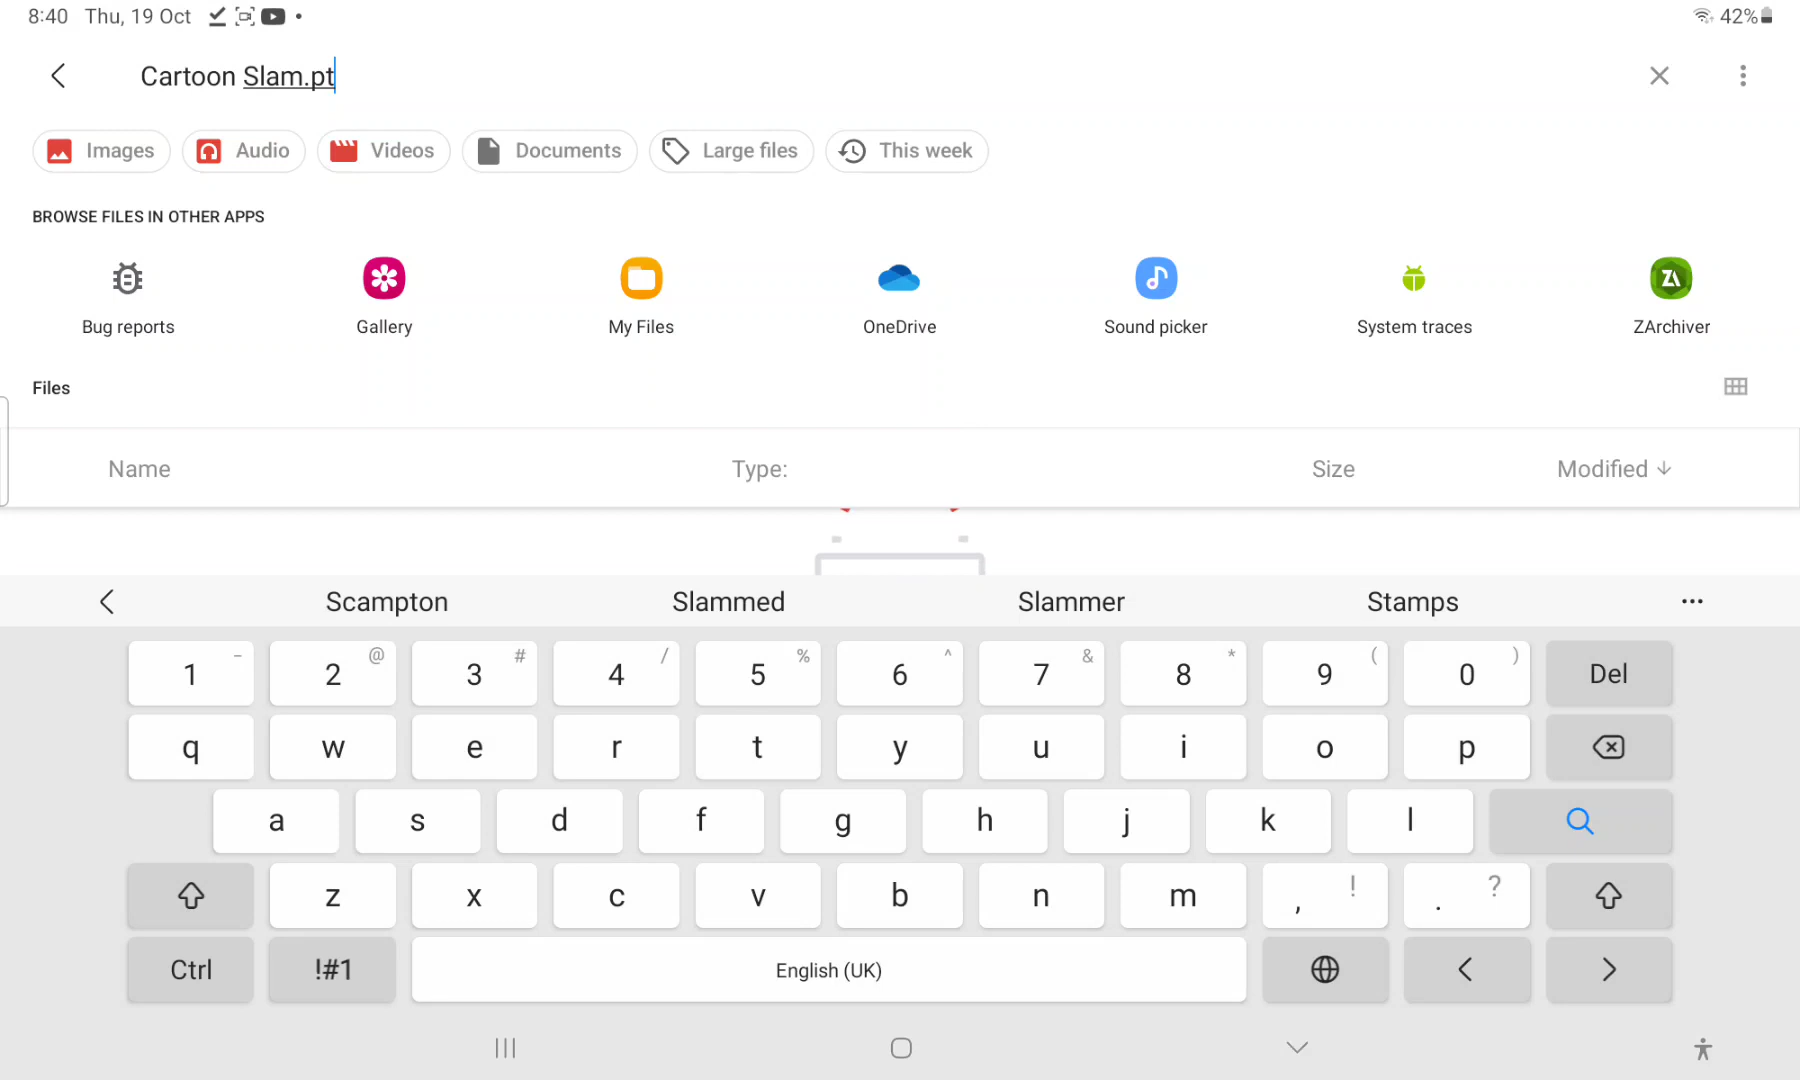 8:40 Thu, 19 Oct 42%
Cartoon Slam.pt
Images Audio Videos Documents Large files This week
BROWSE FILES IN OTHER APPS
Bug reports Gallery My Files OneDrive Sound picker System traces ZArchiver
Files
Name Type: Size Modified ↓
Scampton Slammed Slammer Stamps ...
1 - 2 @ 3 # 4 / 5 % 6 ^ 7 & 8 * 9 ( 0 ) Del
q w e r t y u i o p
a s d f g h j k l
z x c v b n m , ! . ?
Ctrl !#1 English (UK) < >